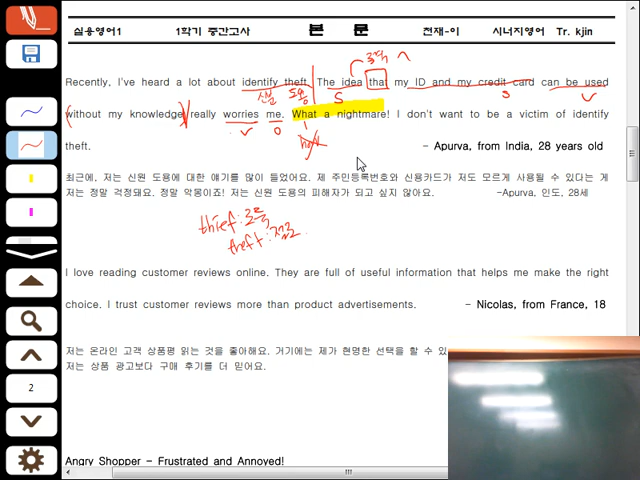 실용영어1 1학기 중간고사 본 문 천재-이 시너지영어 Tr. kjin
동격
Recently, I've heard a lot about identify theft. The idea that my ID and my credit card can be used
신분 도용 S S V
without my knowledge really worries me. What a nightmare! I don't want to be a victim of identify
V O
theft. - Apurva, from India, 28 years old
최근에, 저는 신원 도용에 대한 얘기를 많이 들었어요. 제 주민등록번호와 신용카드가 저도 모르게 사용될 수 있다는 게
저는 정말 걱정돼요. 정말 악몽이죠! 저는 신원 도용의 피해자가 되고 싶지 않아요. -Apurva, 인도, 28세
thief:도둑
theft:절도
I love reading customer reviews online. They are full of useful information that helps me make the right
choice. I trust customer reviews more than product advertisements. - Nicolas, from France, 18
저는 온라인 고객 상품평 읽는 것을 좋아해요. 거기에는 제가 현명한 선택을 할 수 있
저는 상품 광고보다 구매 후기를 더 믿어요.
2
Angry Shopper - Frustrated and Annoyed!